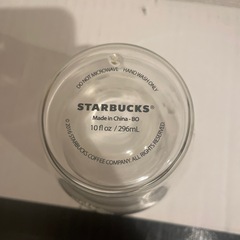 DO NOT MICROWAVE · HAND WASH ONLY
STARBUCKS®
Made in China - BO
10 fl oz / 296mL
©2016 STARBUCKS COFFEE COMPANY. ALL RIGHTS RESERVED.